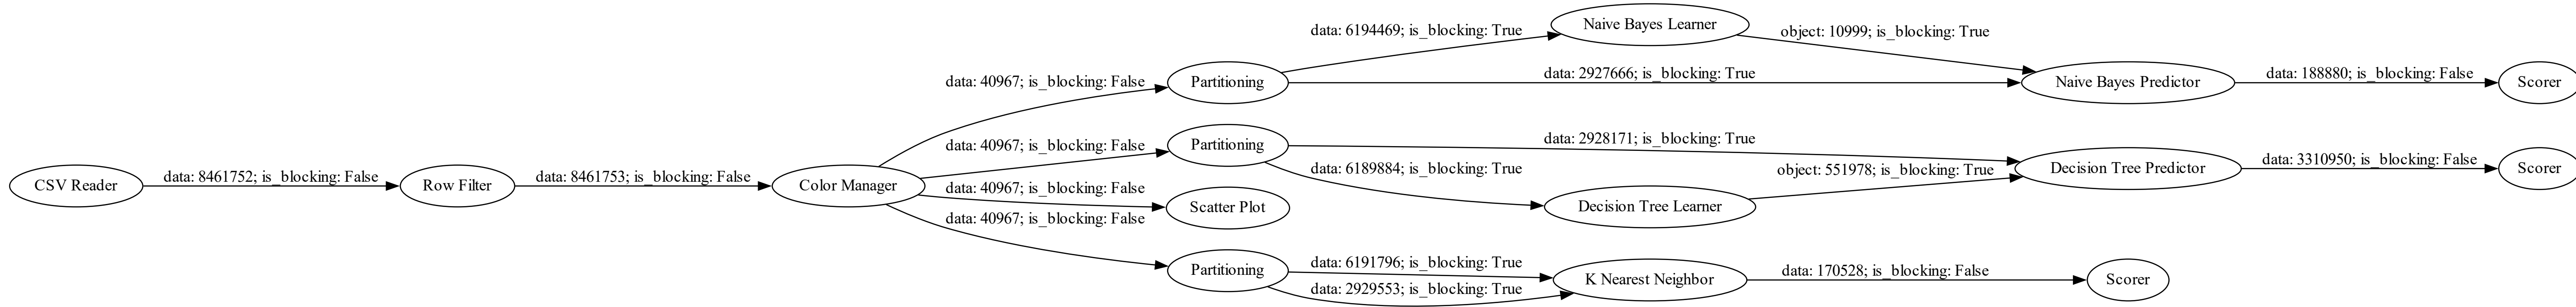 data: 6194469; is_blocking: True
Naive Bayes Learner
object: 10999; is_blocking: True
data: 40967; is_blocking: False
Partitioning
data: 2927666; is_blocking: True
Naive Bayes Predictor
data: 188880; is_blocking: False
Scorer
data: 40967; is_blocking: False
Partitioning
data: 2928171; is_blocking: True
data: 6189884; is_blocking: True
object: 551978; is_blocking: True
Decision Tree Predictor
data: 3310950; is_blocking: False
Scorer
CSV Reader
data: 8461752; is_blocking: False
Row Filter
data: 8461753; is_blocking: False
Color Manager
data: 40967; is_blocking: False
Scatter Plot
Decision Tree Learner
data: 40967; is_blocking: False
Partitioning
data: 6191796; is_blocking: True
data: 2929553; is_blocking: True
K Nearest Neighbor
data: 170528; is_blocking: False
Scorer